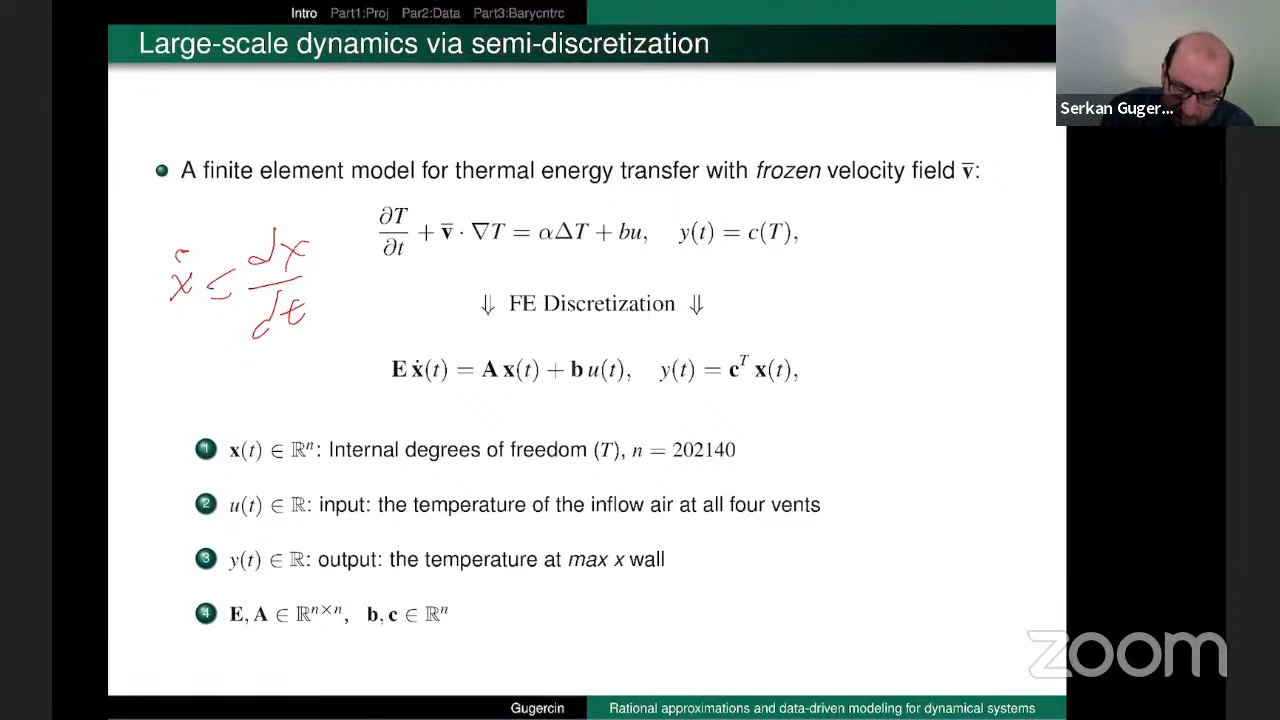 Intro Part1:Proj Par2:Data Part3:Barycntrc
Large-scale dynamics via semi-discretization
Serkan Guger...
A finite element model for thermal energy transfer with frozen velocity field v̅:
∂T/∂t + v̅ · ∇T = αΔT + bu, y(t) = c(T),
ẋ ≤ dx/dt
⇓ FE Discretization ⇓
E ẋ(t) = A x(t) + b u(t), y(t) = cᵀ x(t),
1 x(t) ∈ ℝⁿ: Internal degrees of freedom (T), n = 202140
2 u(t) ∈ ℝ: input: the temperature of the inflow air at all four vents
3 y(t) ∈ ℝ: output: the temperature at max x wall
4 E, A ∈ ℝⁿˣⁿ, b, c ∈ ℝⁿ
zoom
Gugercin Rational approximations and data-driven modeling for dynamical systems